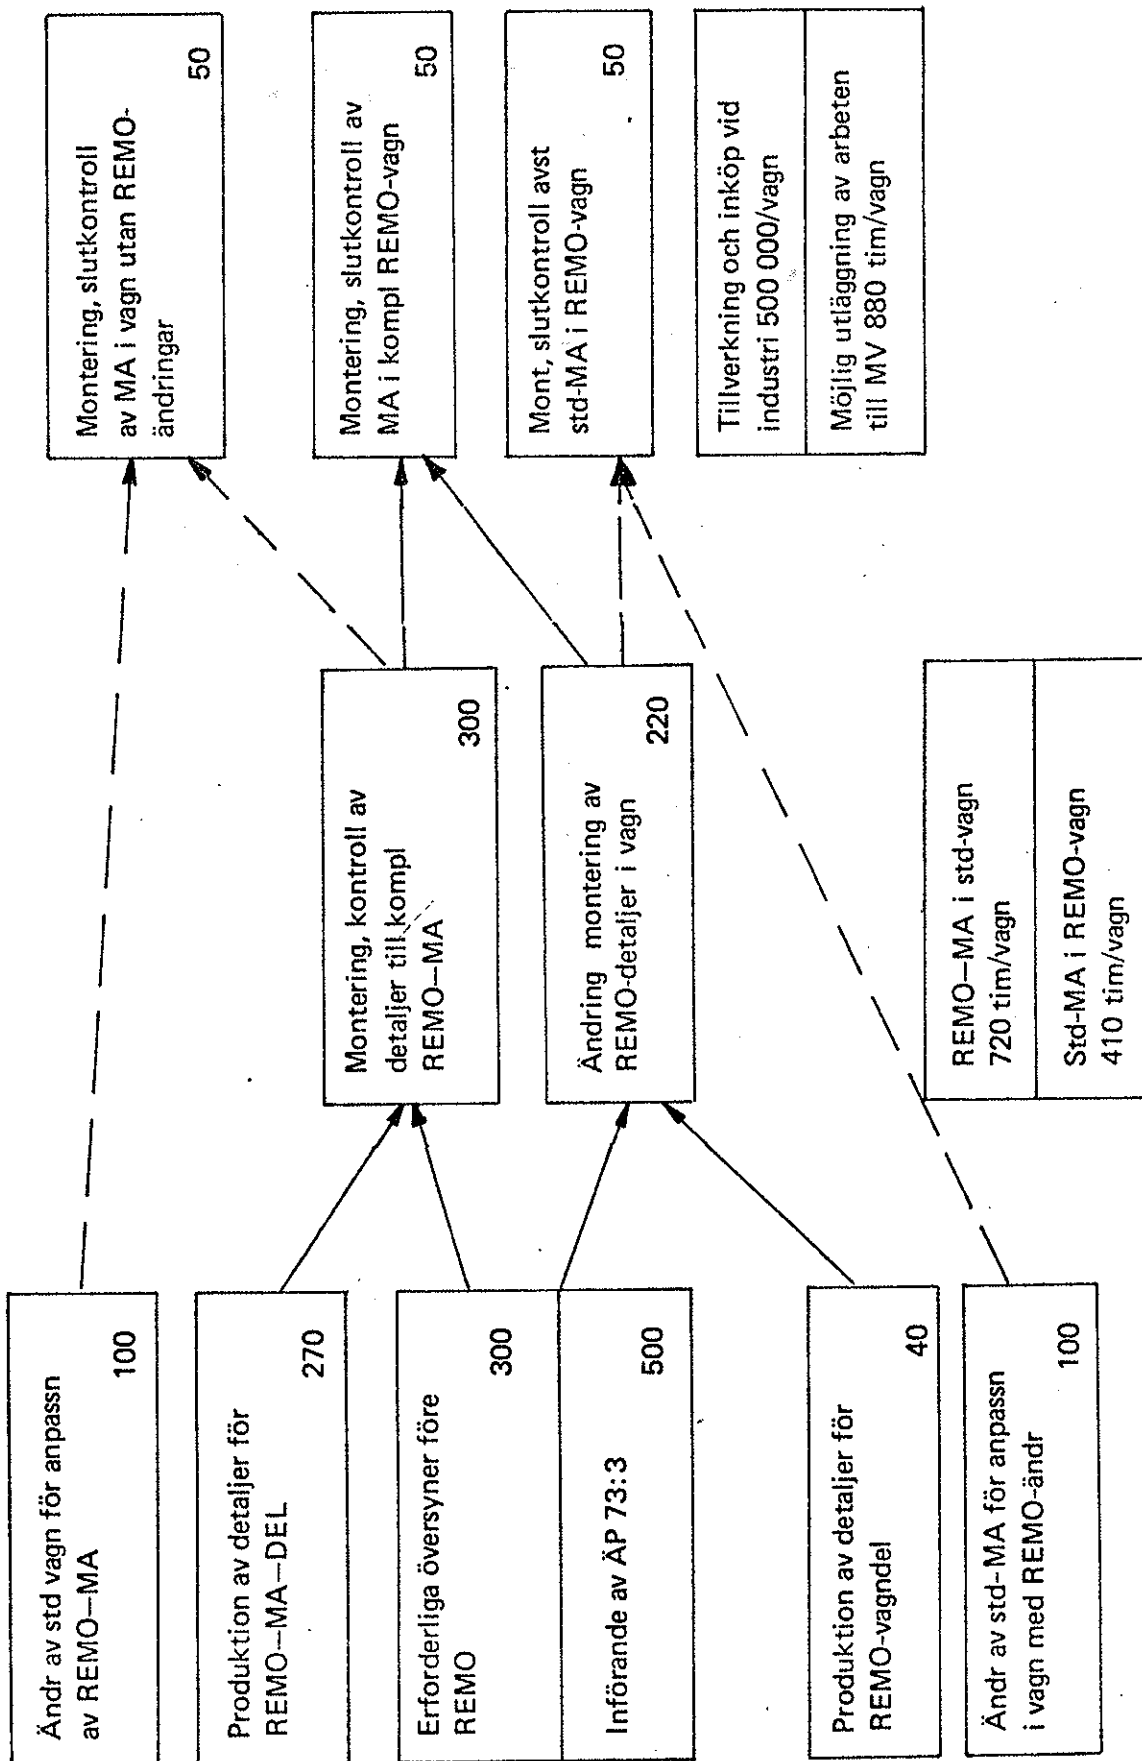 Ändr av std vagn för anpassn
av REMO–MA
100
Produktion av detaljer för
REMO–MA–DEL
270
Erforderliga översyner före
REMO
300
Införande av ÄP 73:3
500
Produktion av detaljer för
REMO-vagndel
40
Ändr av std-MA för anpassn
i vagn med REMO-ändr
100
Montering, kontroll av
detaljer till kompl
REMO–MA
300
Ändring montering av
REMO-detaljer i vagn
220
REMO–MA i std-vagn
720 tim/vagn
Std-MA i REMO-vagn
410 tim/vagn
Montering, slutkontroll
av MA i vagn utan REMO-
ändringar
50
Montering, slutkontroll av
MA i kompl REMO-vagn
50
Mont, slutkontroll avst
std-MA i REMO-vagn
50
Tillverkning och inköp vid
industri 500 000/vagn
Möjlig utläggning av arbeten
till MV 880 tim/vagn